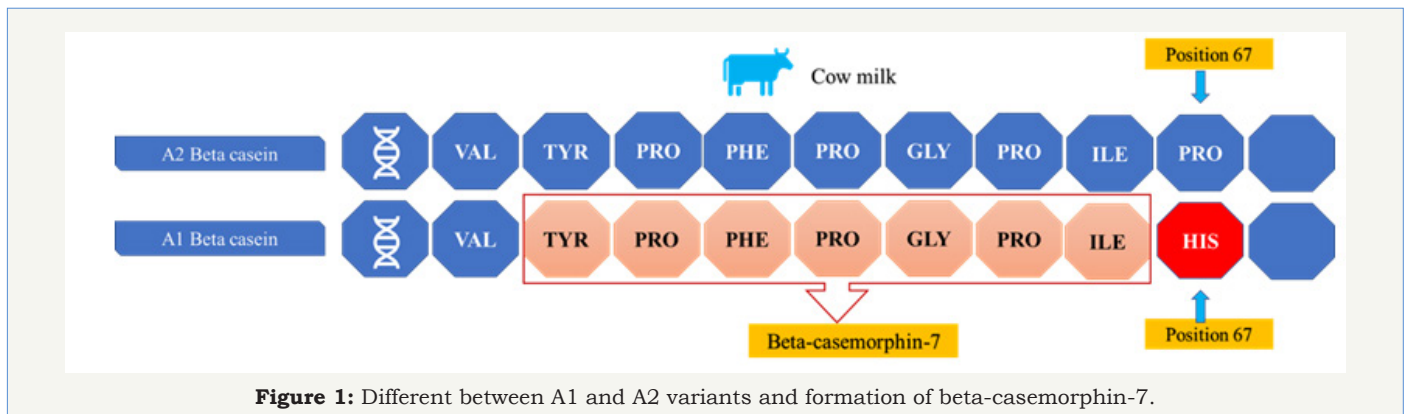 Position 67
Cow milk
A2 Beta casein VAL TYR PRO PHE PRO GLY PRO ILE PRO
A1 Beta casein VAL TYR PRO PHE PRO GLY PRO ILE HIS
Beta-casemorphin-7
Position 67
Figure 1: Different between A1 and A2 variants and formation of beta-casemorphin-7.